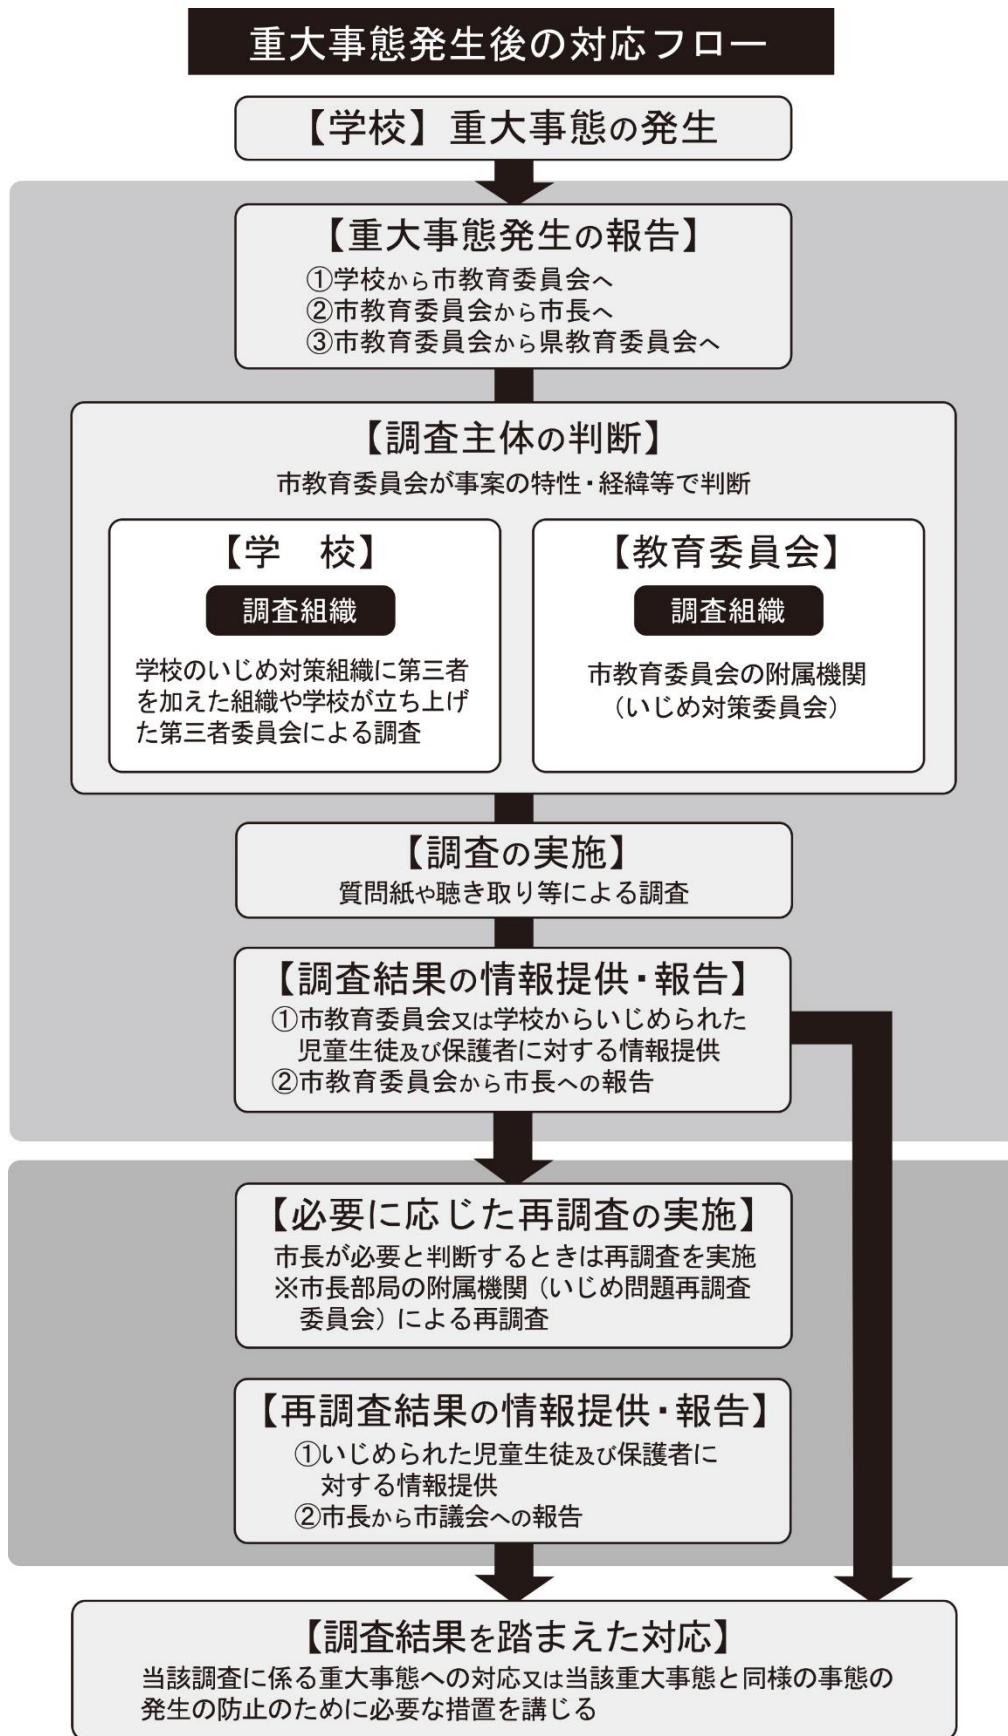 重大事態発生後の対応フロー
【学校】重大事態の発生
【重大事態発生の報告】
①学校から市教育委員会へ
②市教育委員会から市長へ
③市教育委員会から県教育委員会へ
【調査主体の判断】
市教育委員会が事案の特性・経緯等で判断
【学　校】
調査組織
学校のいじめ対策組織に第三者
を加えた組織や学校が立ち上げ
た第三者委員会による調査
【教育委員会】
調査組織
市教育委員会の附属機関
（いじめ対策委員会）
【調査の実施】
質問紙や聴き取り等による調査
【調査結果の情報提供・報告】
①市教育委員会又は学校からいじめられた
児童生徒及び保護者に対する情報提供
②市教育委員会から市長への報告
【必要に応じた再調査の実施】
市長が必要と判断するときは再調査を実施
※市長部局の附属機関（いじめ問題再調査
委員会）による再調査
【再調査結果の情報提供・報告】
①いじめられた児童生徒及び保護者に
対する情報提供
②市長から市議会への報告
【調査結果を踏まえた対応】
当該調査に係る重大事態への対応又は当該重大事態と同様の事態の
発生の防止のために必要な措置を講じる